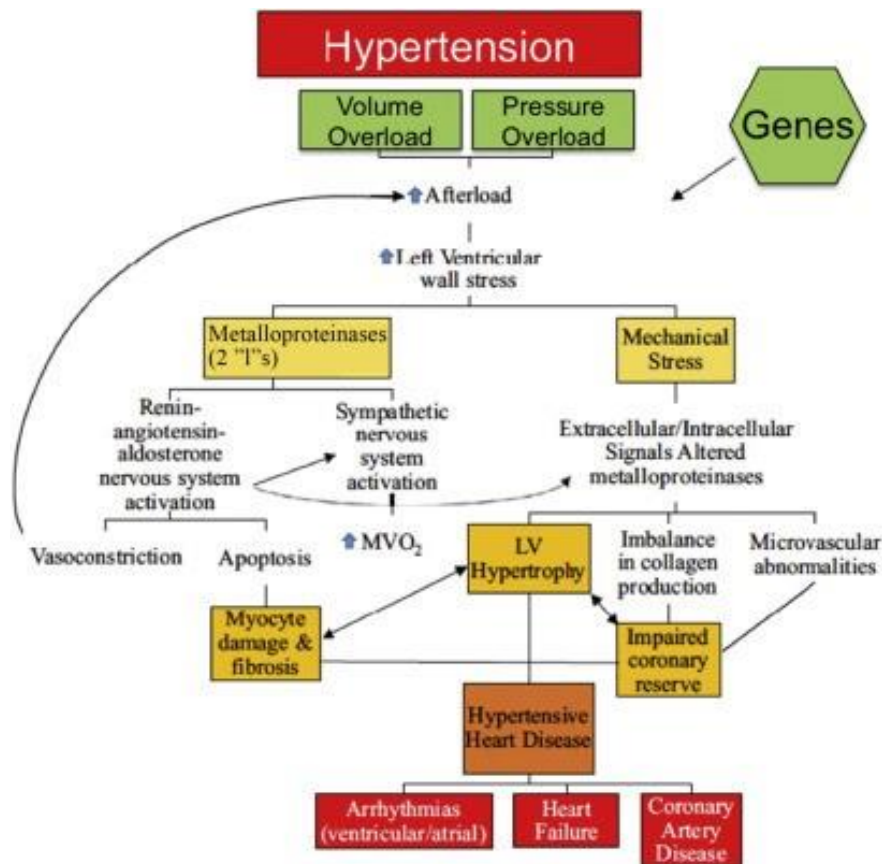 Hypertension
Volume
Overload
Pressure
Overload
Genes
Afterload
Left Ventricular
wall stress
Metalloproteinases
(2 "l"s)
Mechanical
Stress
Renin-
angiotensin-
aldosterone
nervous system
activation
Sympathetic
nervous
system
activation
Extracellular/Intracellular
Signals Altered
metalloproteinases
Vasoconstriction
Apoptosis
MVO₂
LV
Hypertrophy
Imbalance
in collagen
production
Microvascular
abnormalities
Myocyte
damage &
fibrosis
Impaired
coronary
reserve
Hypertensive
Heart Disease
Arrhythmias
(ventricular/atrial)
Heart
Failure
Coronary
Artery
Disease